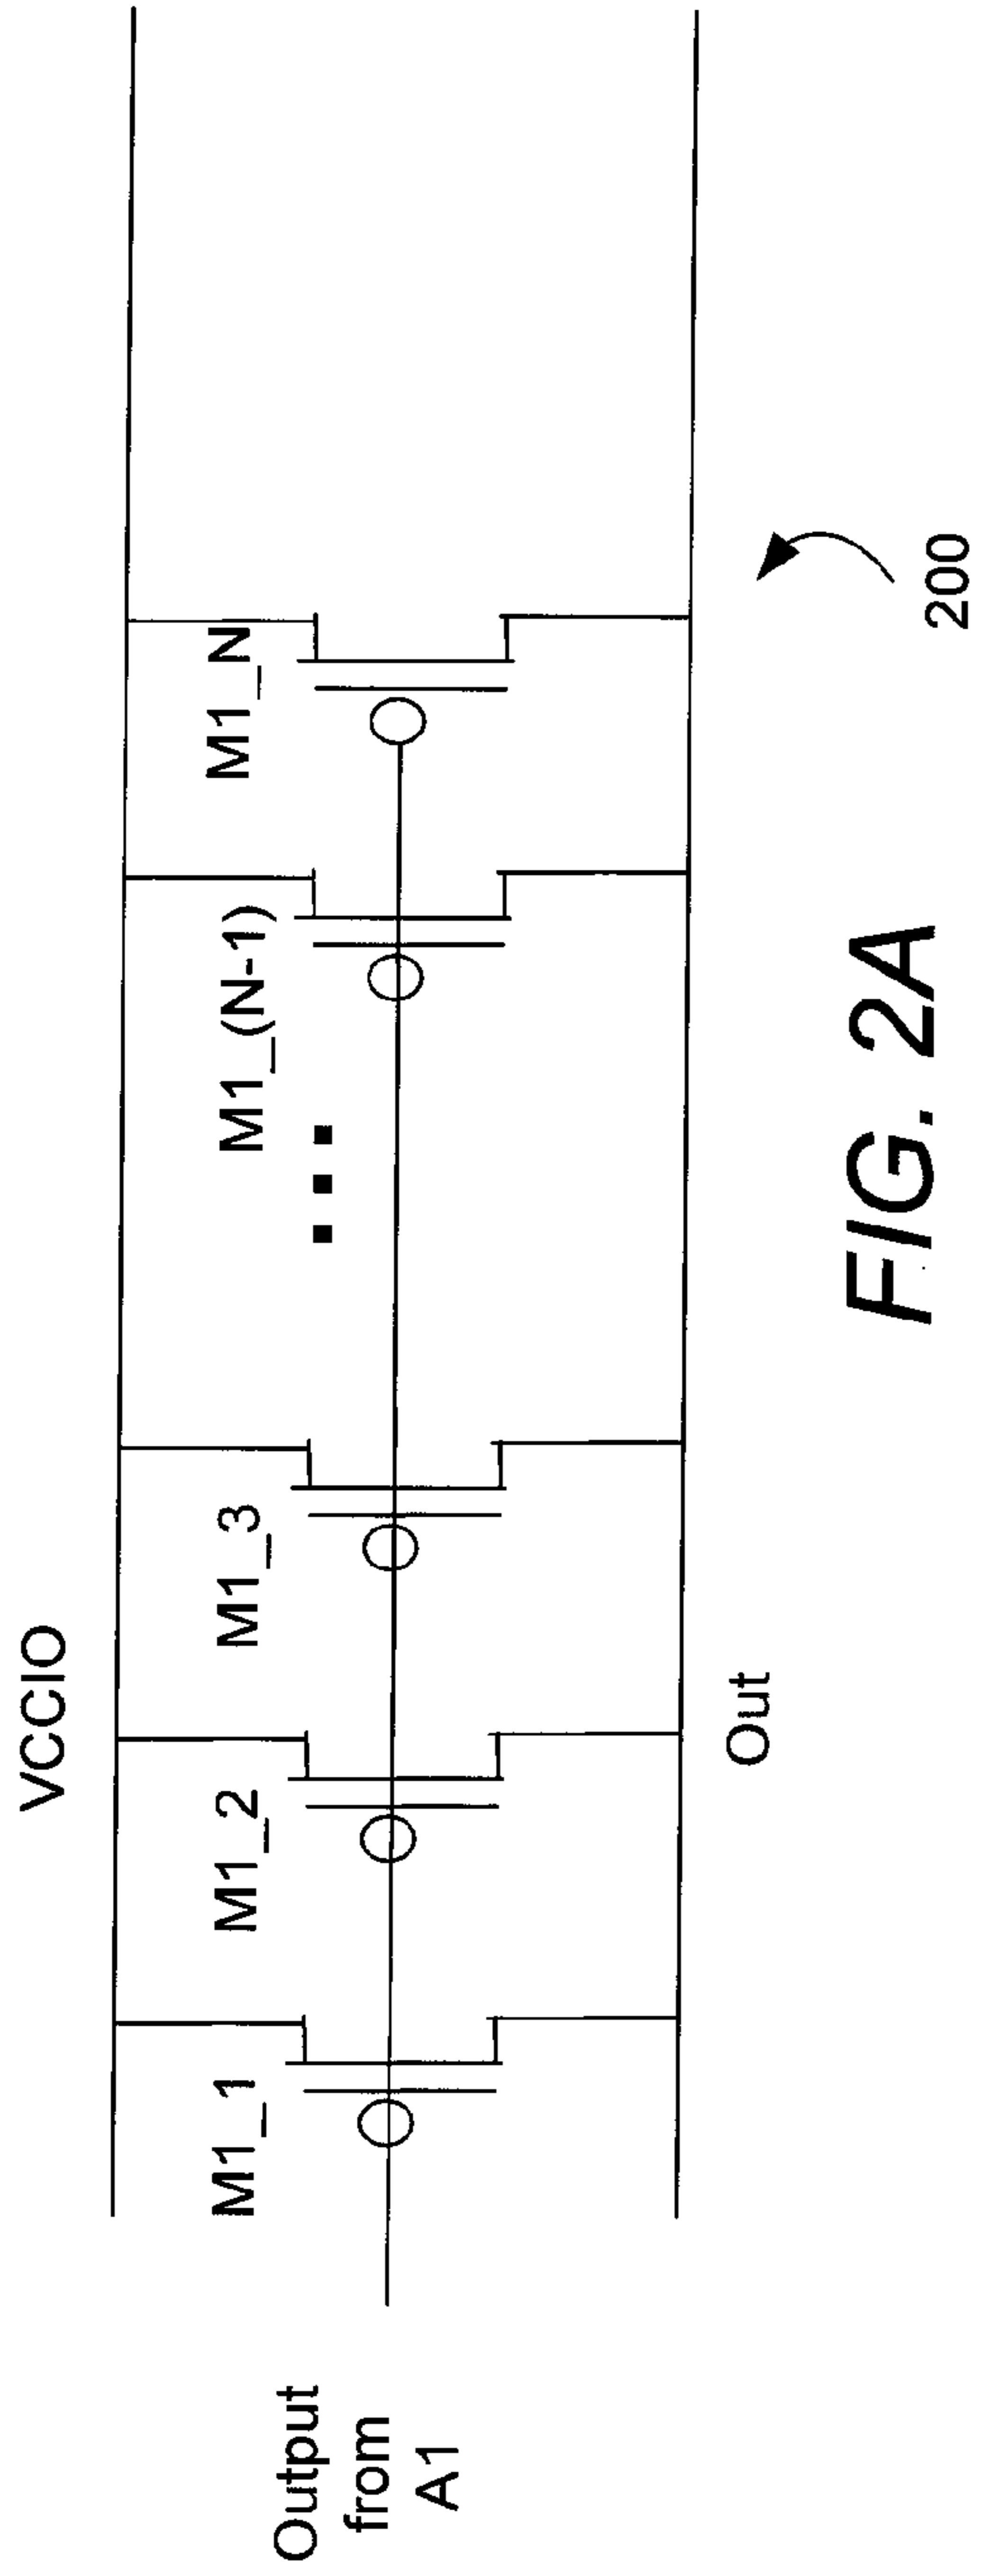 VCCIO
M1_1
M1_2
M1_3
M1_(N-1)
M1_N
Output
from
A1
Out
200
FIG. 2A